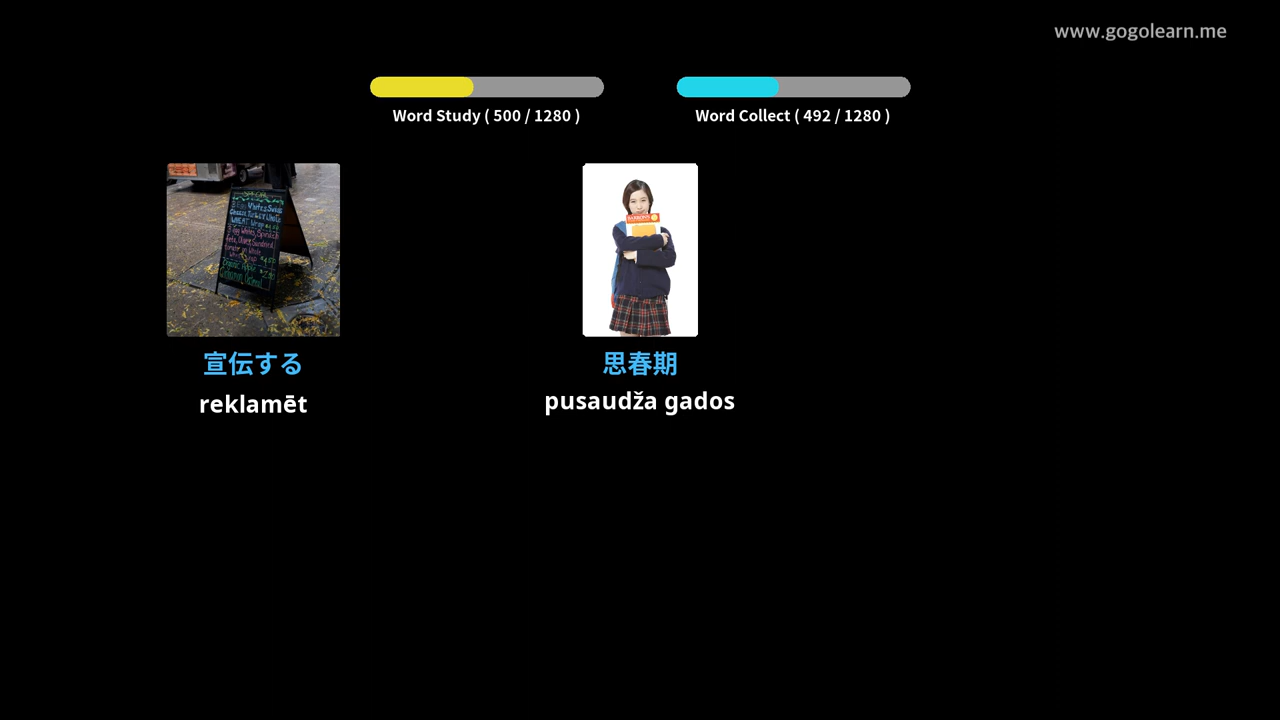 www.gogolearn.me
Word Study ( 500 / 1280 )
Word Collect ( 492 / 1280 )
宣伝する
reklamēt
思春期
pusaudža gados